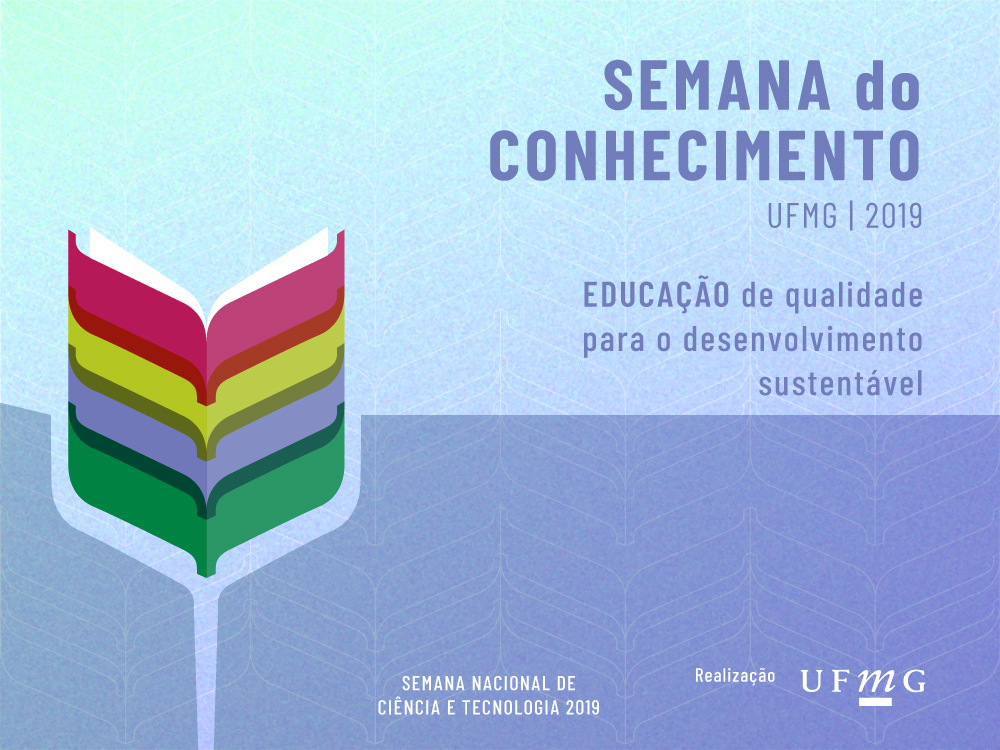 SEMANA do
CONHECIMENTO
UFMG | 2019
EDUCAÇÃO de qualidade
para o desenvolvimento
sustentável
SEMANA NACIONAL DE
CIÊNCIA E TECNOLOGIA 2019
Realização
UFmG